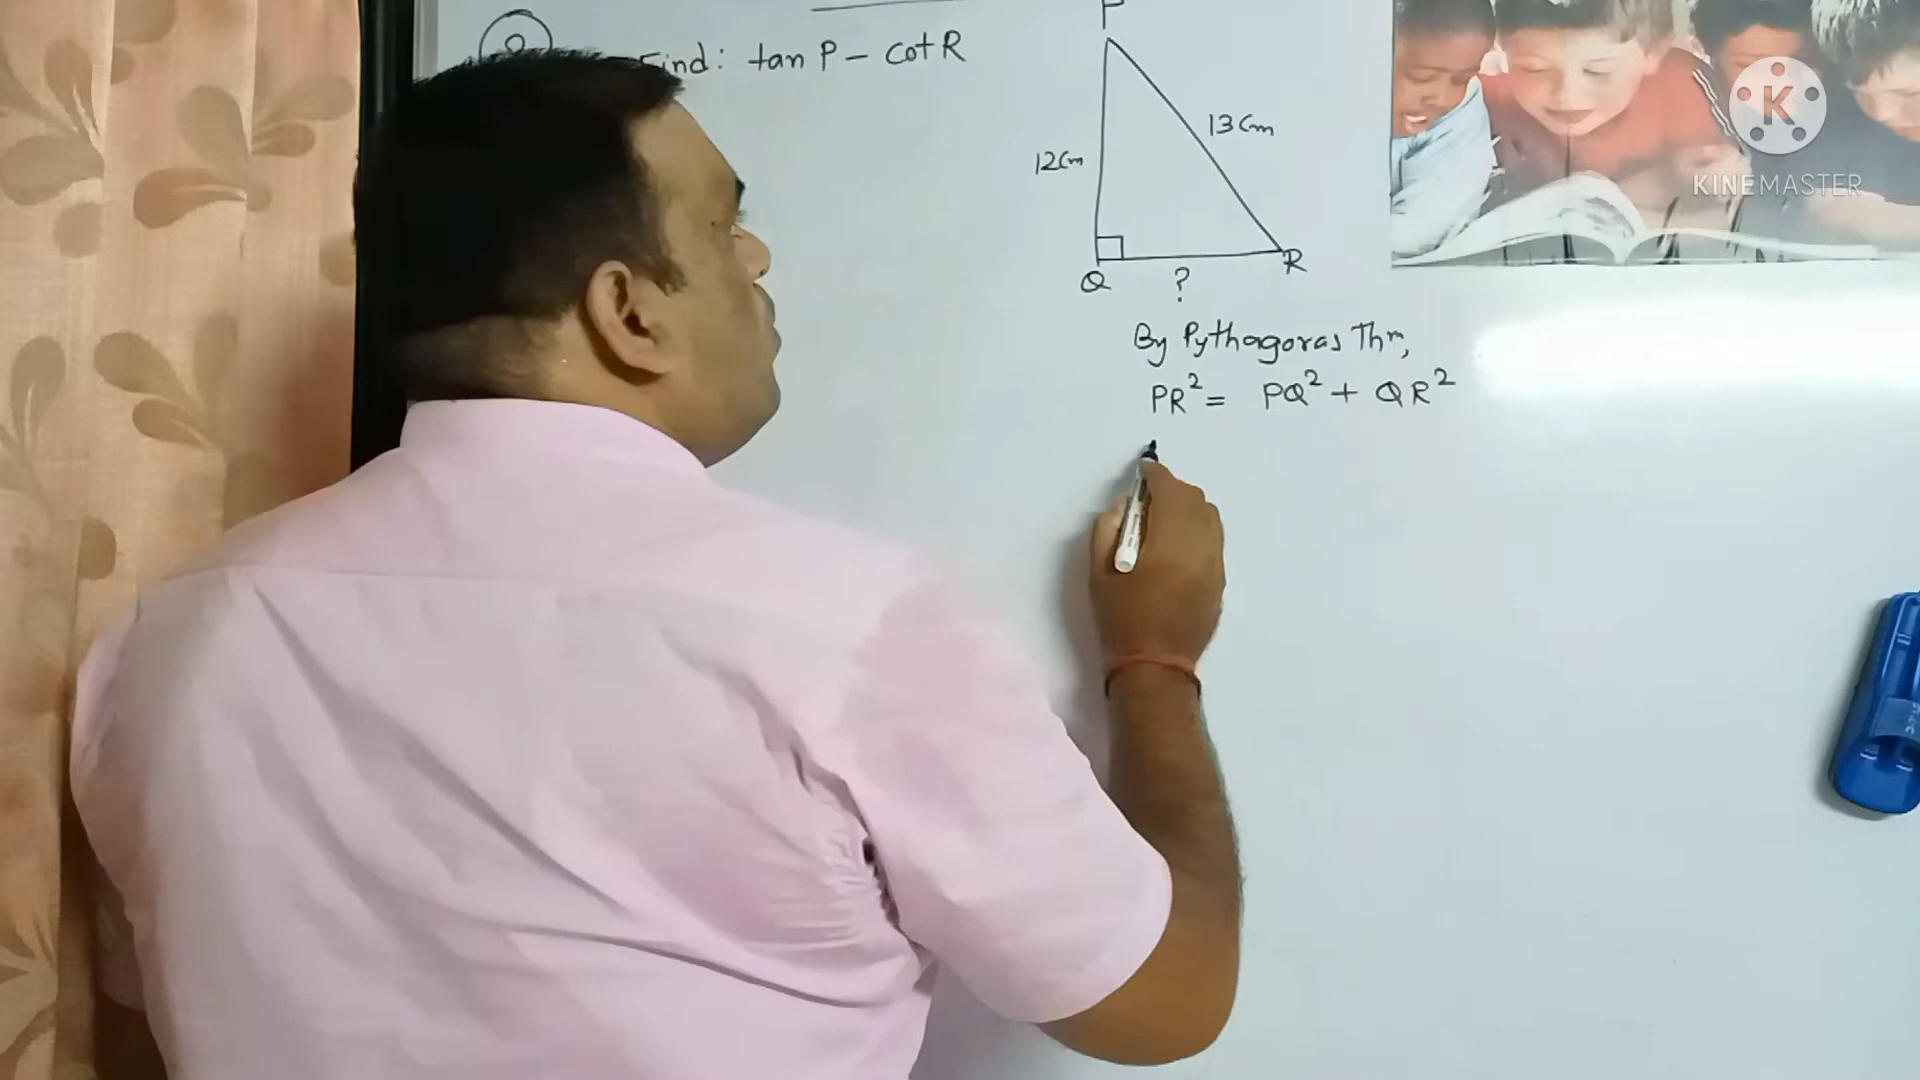 Find: tan P - cot R
P
13 Cm
12 Cm
Q
?
R
By Pythagoras Thm,
PR² = PQ² + QR²
K
KINEMASTER